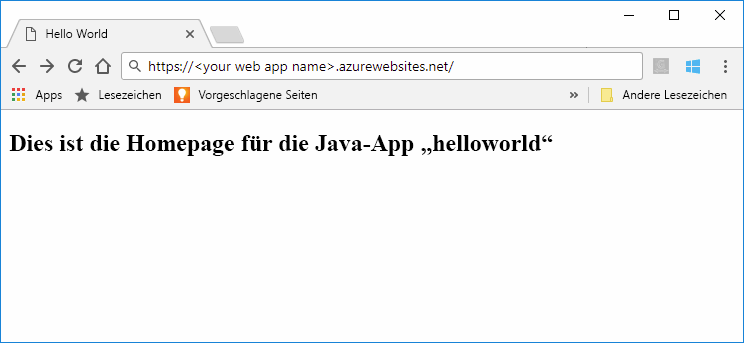 Hello World
https://<your web app name>.azurewebsites.net/
Apps Lesezeichen Vorgeschlagene Seiten » Andere Lesezeichen
Dies ist die Homepage für die Java-App „helloworld“